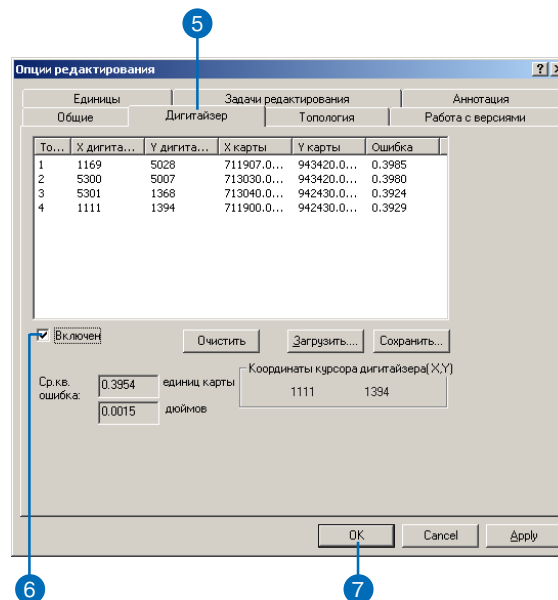 5
Опции редактирования
Единицы Задачи редактирования Аннотация
Общие Дигитайзер Топология Работа с версиями
То... X дигита... Y дигита... X карты Y карты Ошибка
1 1169 5028 711907.0... 943420.0... 0.3985
2 5300 5007 713030.0... 943420.0... 0.3980
3 5301 1368 713040.0... 942430.0... 0.3924
4 1111 1394 711900.0... 942430.0... 0.3929
Включен Очистить Загрузить.... Сохранить...
Координаты курсора дигитайзера(X,Y)
Ср.кв. ошибка: 0.3954 единиц карты 1111 1394
0.0015 дюймов
OK Cancel Apply
6 7